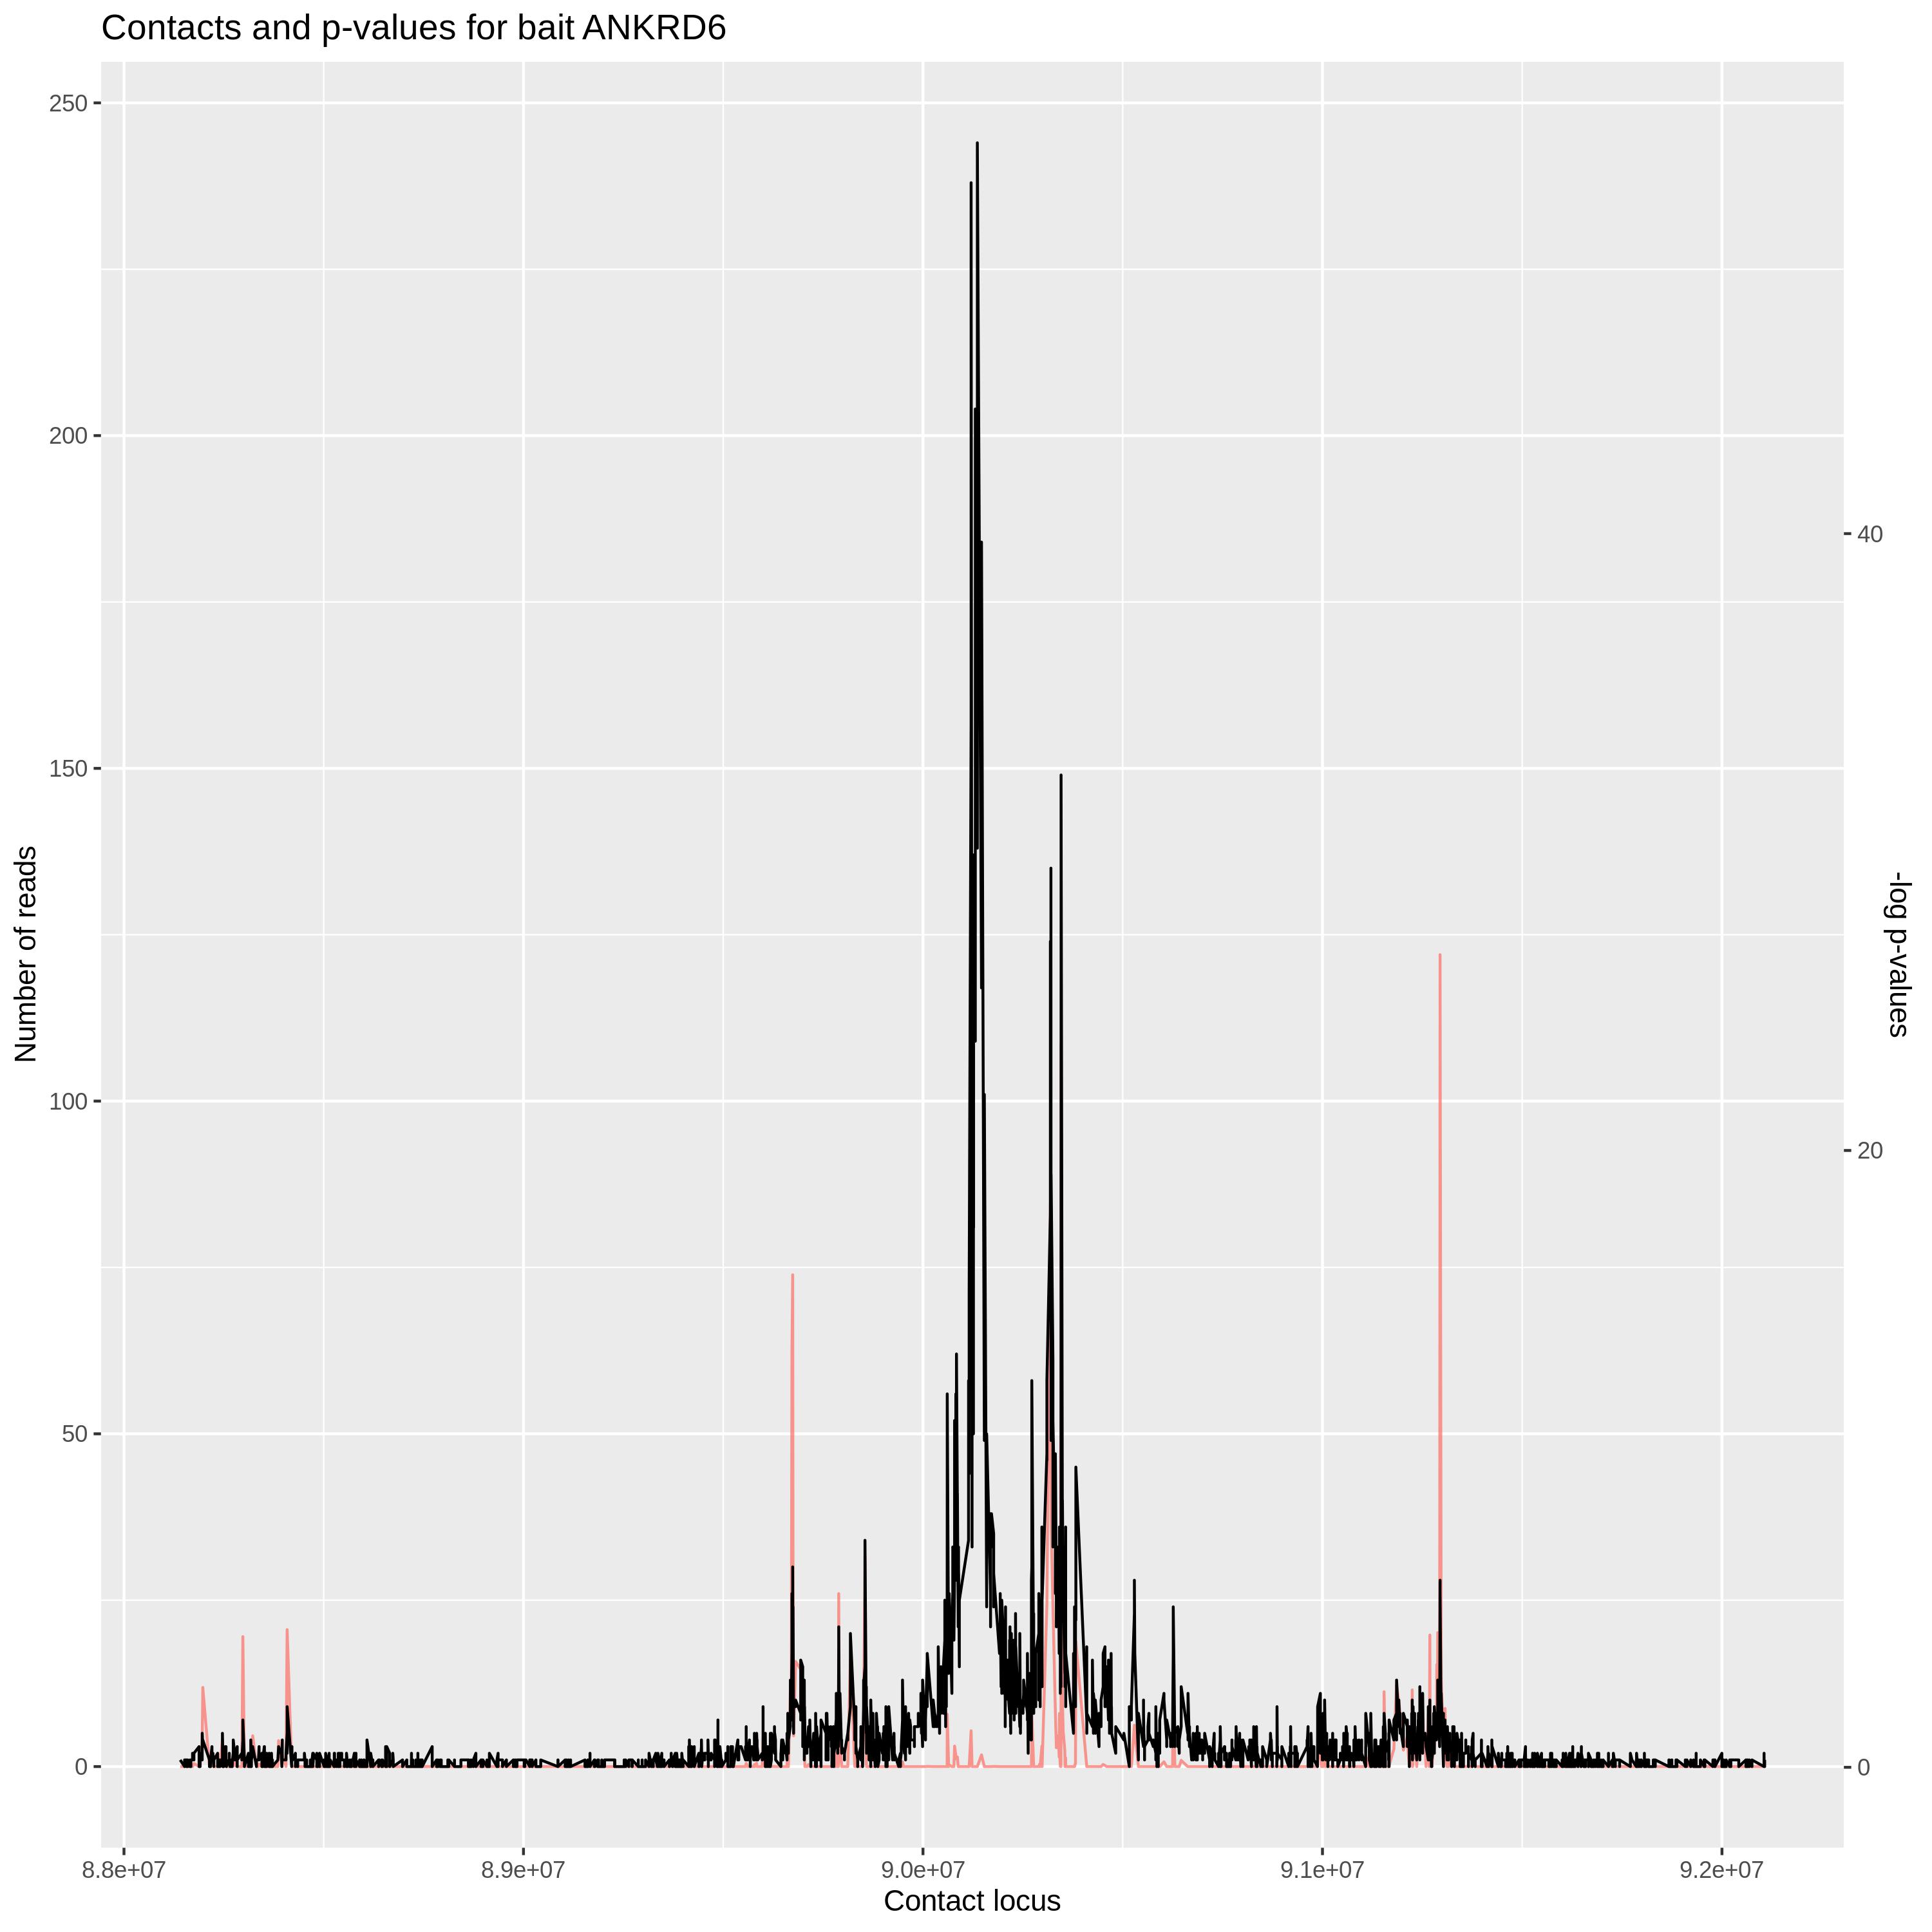 Contacts and p-values for bait ANKRD6
250
200
150
100
50
0
Number of reads
40
20
0
-log p-values
8.8e+07
8.9e+07
9.0e+07
9.1e+07
9.2e+07
Contact locus